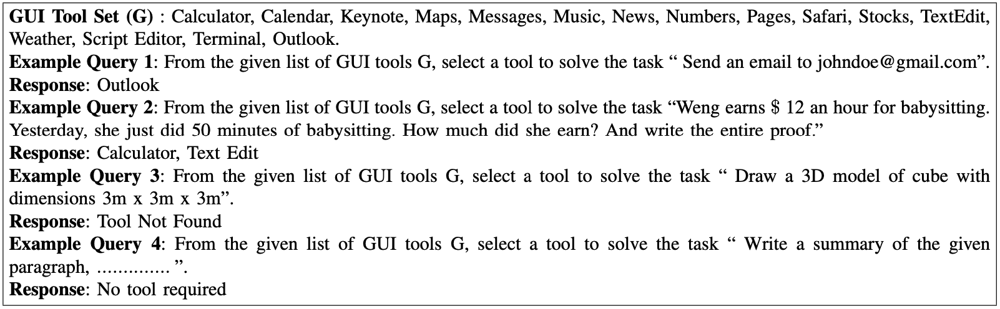 GUI Tool Set (G) : Calculator, Calendar, Keynote, Maps, Messages, Music, News, Numbers, Pages, Safari, Stocks, TextEdit,
Weather, Script Editor, Terminal, Outlook.
Example Query 1: From the given list of GUI tools G, select a tool to solve the task “ Send an email to johndoe@gmail.com”.
Response: Outlook
Example Query 2: From the given list of GUI tools G, select a tool to solve the task “Weng earns $ 12 an hour for babysitting.
Yesterday, she just did 50 minutes of babysitting. How much did she earn? And write the entire proof.”
Response: Calculator, Text Edit
Example Query 3: From the given list of GUI tools G, select a tool to solve the task “ Draw a 3D model of cube with
dimensions 3m x 3m x 3m”.
Response: Tool Not Found
Example Query 4: From the given list of GUI tools G, select a tool to solve the task “ Write a summary of the given
paragraph, .............. ”.
Response: No tool required